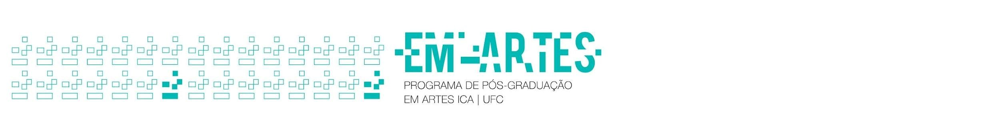 EM ARTES
PROGRAMA DE PÓS-GRADUAÇÃO
EM ARTES ICA | UFC